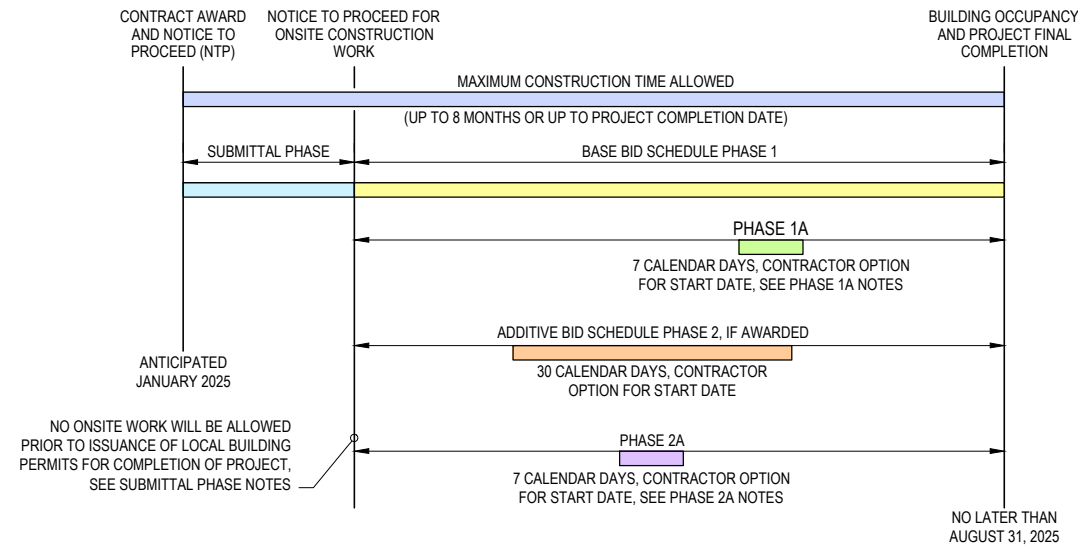 CONTRACT AWARD
AND NOTICE TO
PROCEED (NTP)
NOTICE TO PROCEED FOR
ONSITE CONSTRUCTION
WORK
BUILDING OCCUPANCY
AND PROJECT FINAL
COMPLETION
MAXIMUM CONSTRUCTION TIME ALLOWED
(UP TO 8 MONTHS OR UP TO PROJECT COMPLETION DATE)
SUBMITTAL PHASE
BASE BID SCHEDULE PHASE 1
PHASE 1A
7 CALENDAR DAYS, CONTRACTOR OPTION
FOR START DATE, SEE PHASE 1A NOTES
ADDITIVE BID SCHEDULE PHASE 2, IF AWARDED
30 CALENDAR DAYS, CONTRACTOR
OPTION FOR START DATE
ANTICIPATED
JANUARY 2025
NO ONSITE WORK WILL BE ALLOWED
PRIOR TO ISSUANCE OF LOCAL BUILDING
PERMITS FOR COMPLETION OF PROJECT,
SEE SUBMITTAL PHASE NOTES
PHASE 2A
7 CALENDAR DAYS, CONTRACTOR OPTION
FOR START DATE, SEE PHASE 2A NOTES
NO LATER THAN
AUGUST 31, 2025